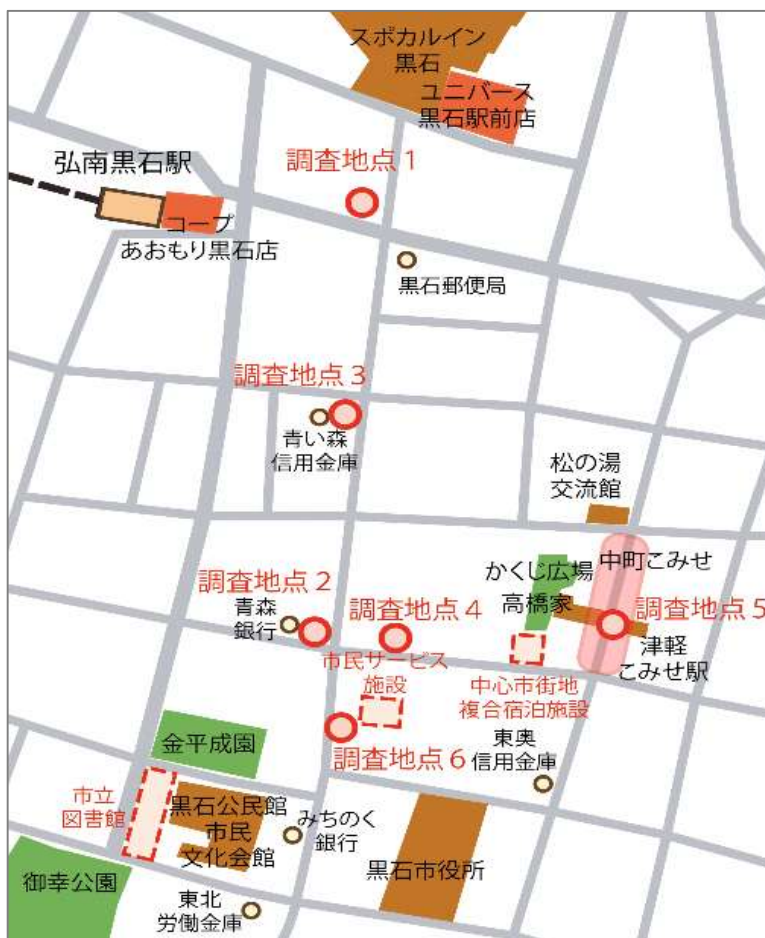 スポカルイン
黒石
ユニバース
黒石駅前店
調査地点1
弘南黒石駅
コープ
あおもり黒石店
黒石郵便局
調査地点3
青い森
信用金庫
松の湯
交流館
調査地点2
青森
銀行
調査地点4
かくじ広場
高橋家
中町こみせ
調査地点5
津軽
こみせ駅
市民サービス
施設
中心市街地
複合宿泊施設
調査地点6
東奥
信用金庫
金平成園
市立
図書館
黒石公民館
市民
文化会館
みちのく
銀行
黒石市役所
御幸公園
東北
労働金庫